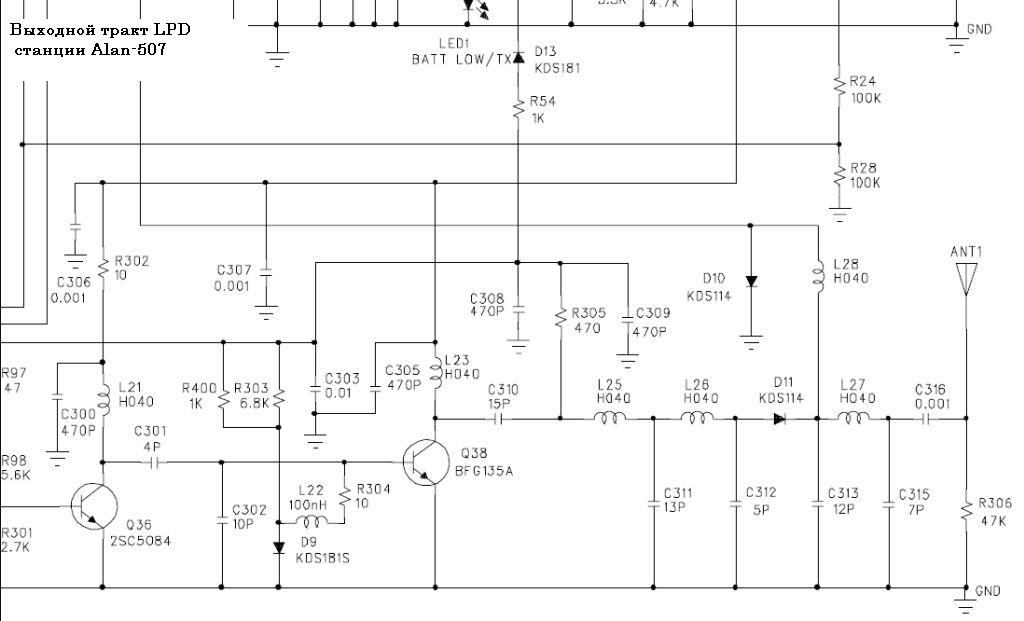 Выходной тракт LPD
станции Alan-507
4.7K
GND
LED1
BATT LOW/TX
D13
KDS181
R54
1K
R24
100K
R28
100K
R302
10
C306
0.001
C307
0.001
C308
470P
R305
470
C309
470P
D10
KDS114
L28
H040
ANT1
R97
47
L21
H040
C300
470P
R400
1K
R303
6.8K
C303
0.01
C305
470P
L23
H040
C310
15P
L25
H040
L26
H040
D11
KDS114
L27
H040
C316
0.001
C301
4P
R98
5.6K
Q36
2SC5084
R301
2.7K
C302
10P
L22
100nH
R304
10
D9
KDS181S
Q38
BFG135A
C311
13P
C312
5P
C313
12P
C315
7P
R306
47K
GND